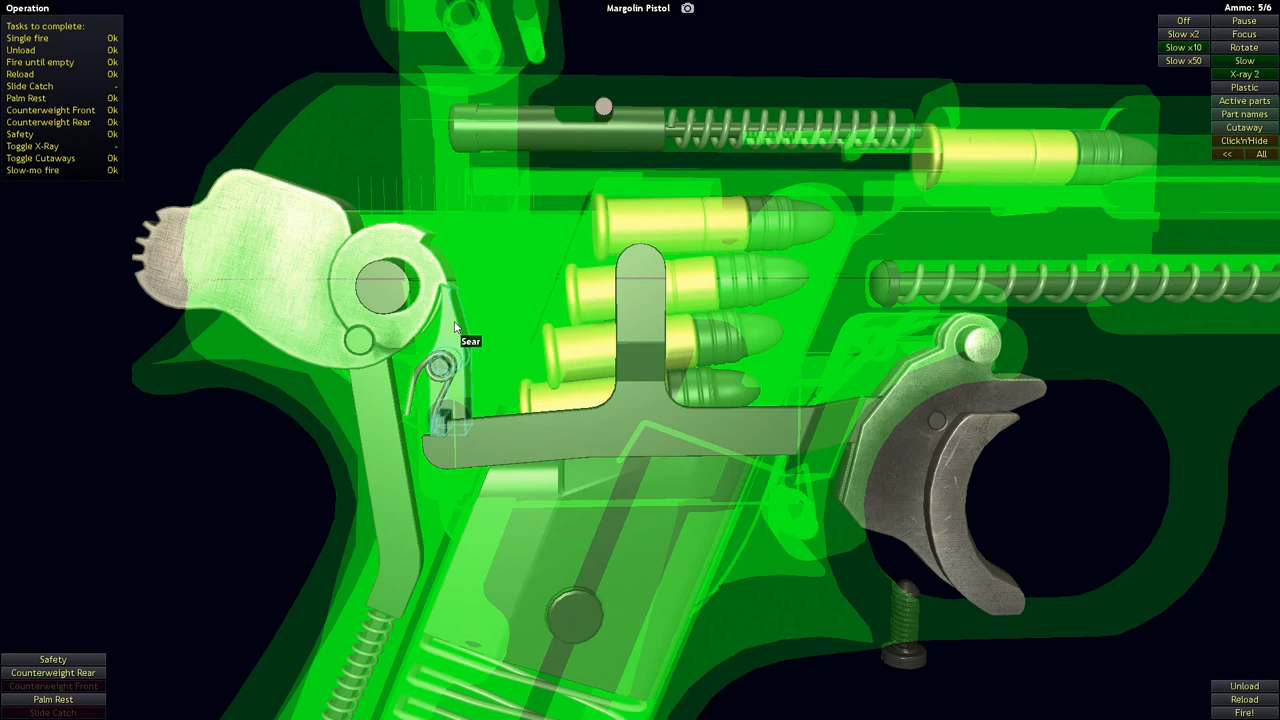 Operation
Margolin Pistol
Ammo: 5/6
Tasks to complete:
Single fire Ok
Unload Ok
Fire until empty Ok
Reload Ok
Slide Catch -
Palm Rest Ok
Counterweight Front Ok
Counterweight Rear Ok
Safety Ok
Toggle X-Ray -
Toggle Cutaways Ok
Slow-mo fire Ok
Off Pause
Slow x2 Focus
Slow x10 Rotate
Slow x50 Slow
X-ray 2
Plastic
Active parts
Part names
Cutaway
Click'n'Hide
<< All
Sear
Safety
Counterweight Rear
Counterweight Front
Palm Rest
Slide Catch
Unload
Reload
Fire!